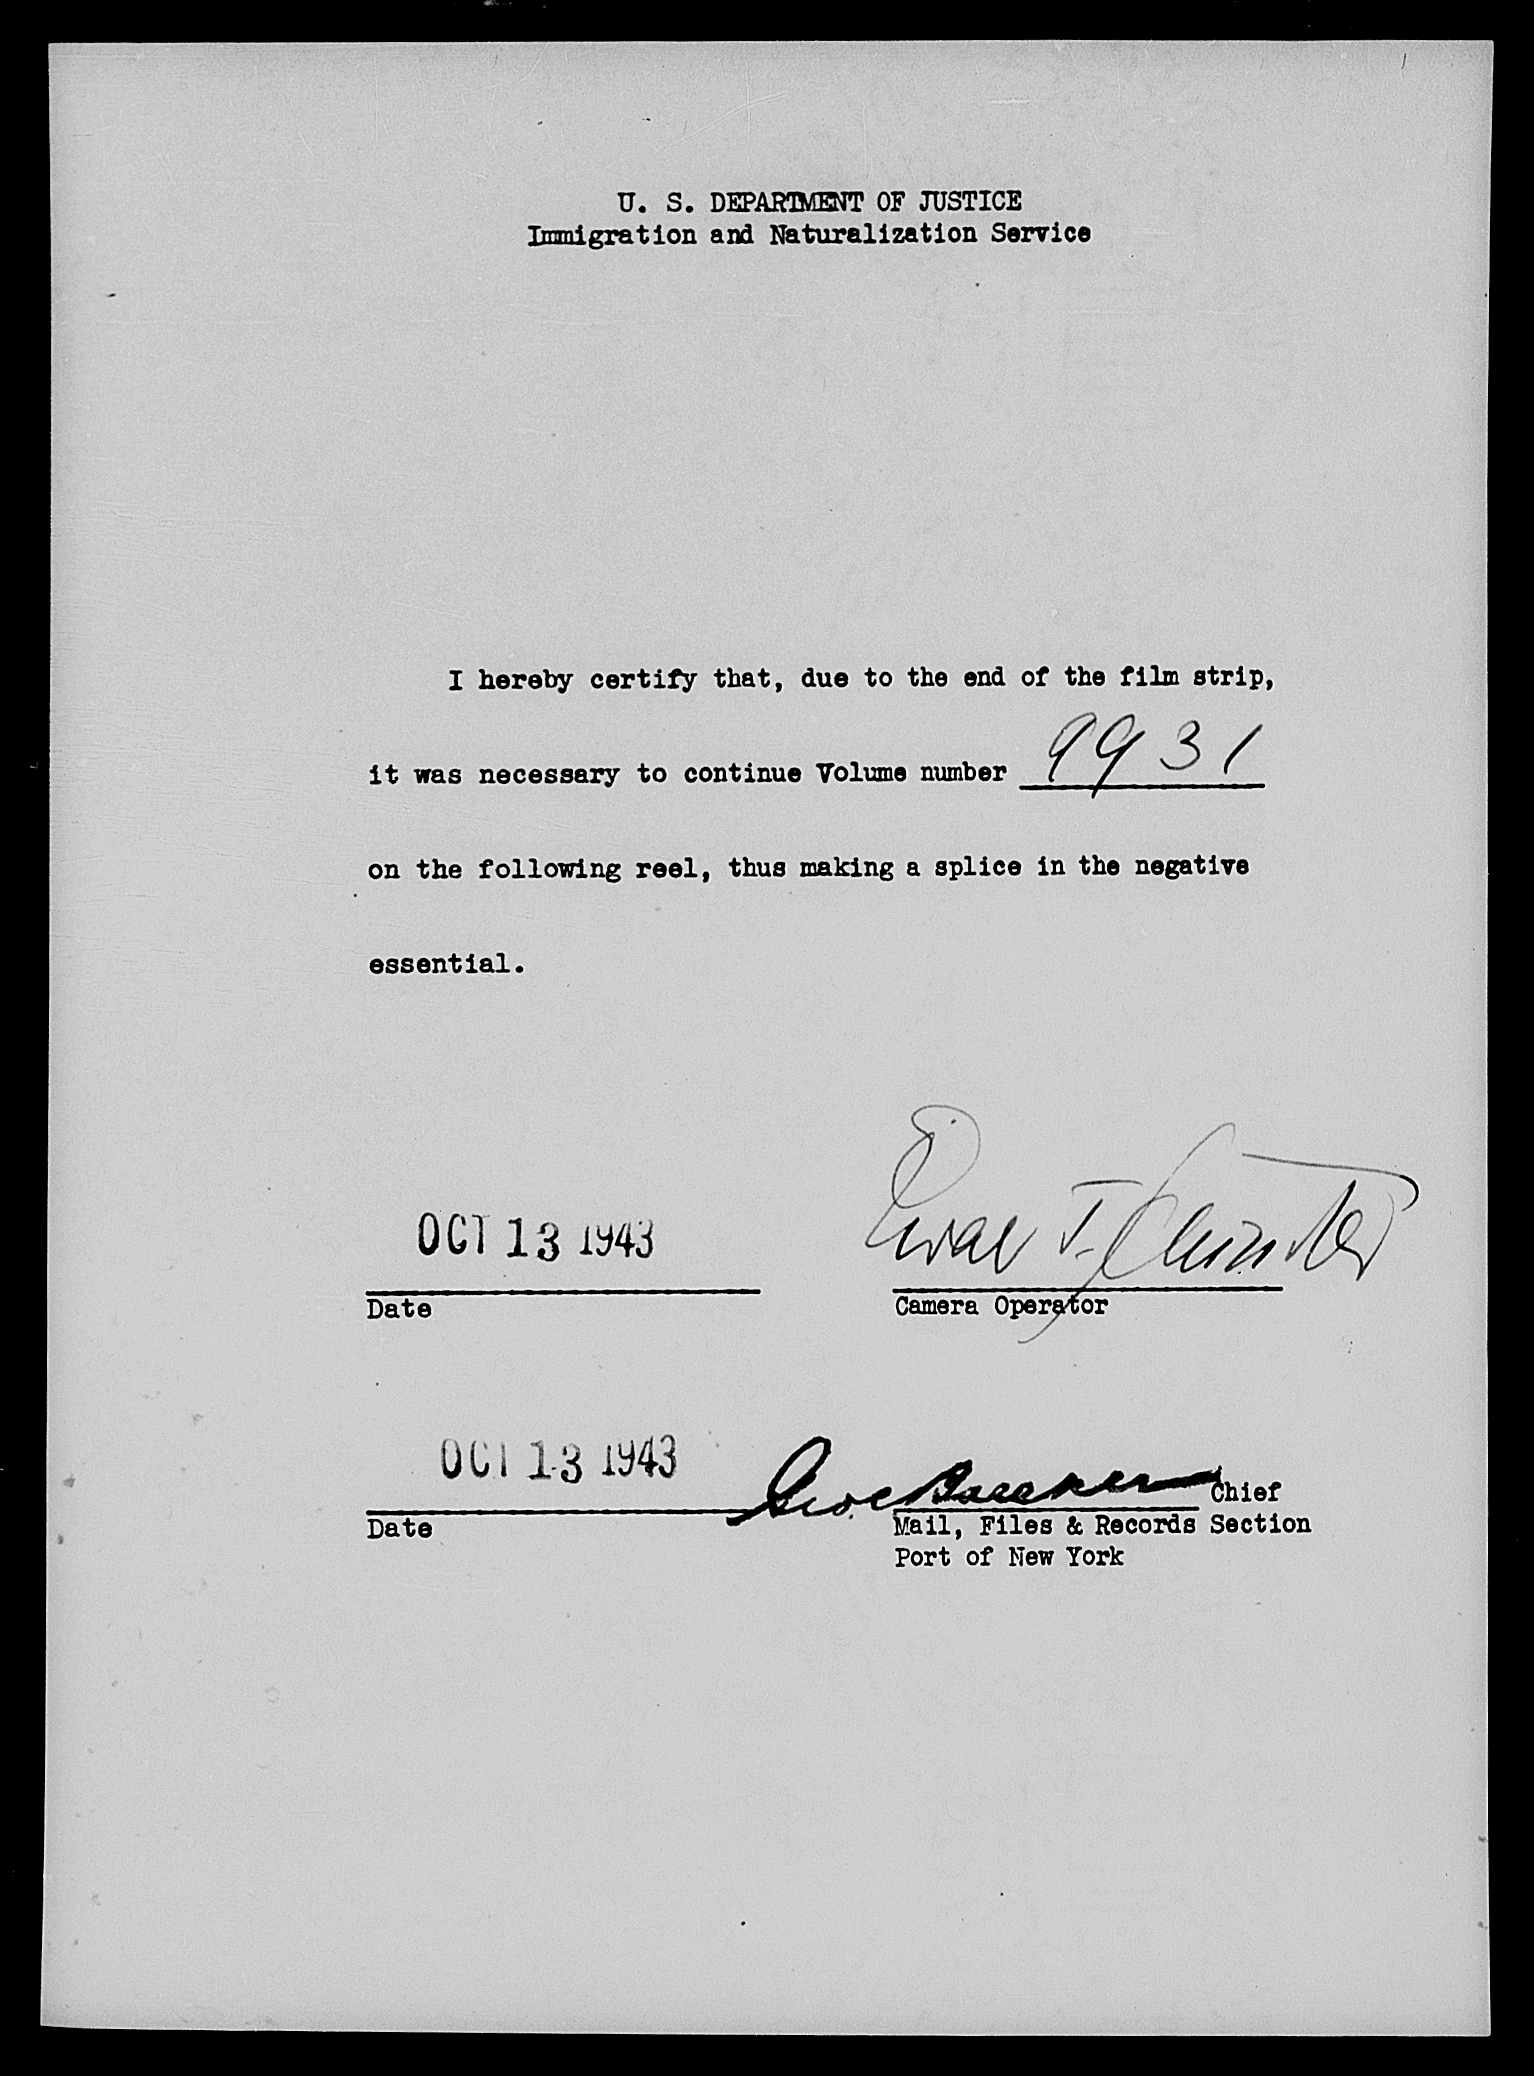 U. S. DEPARTMENT OF JUSTICE
Immigration and Naturalization Service
I hereby certify that, due to the end of the film strip,
it was necessary to continue Volume number 9931
on the following reel, thus making a splice in the negative
essential.
OCT 13 1943
Date
Camera Operator
OCT 13 1943
Geo
Chief
Date
Mail, Files & Records Section
Port of New York